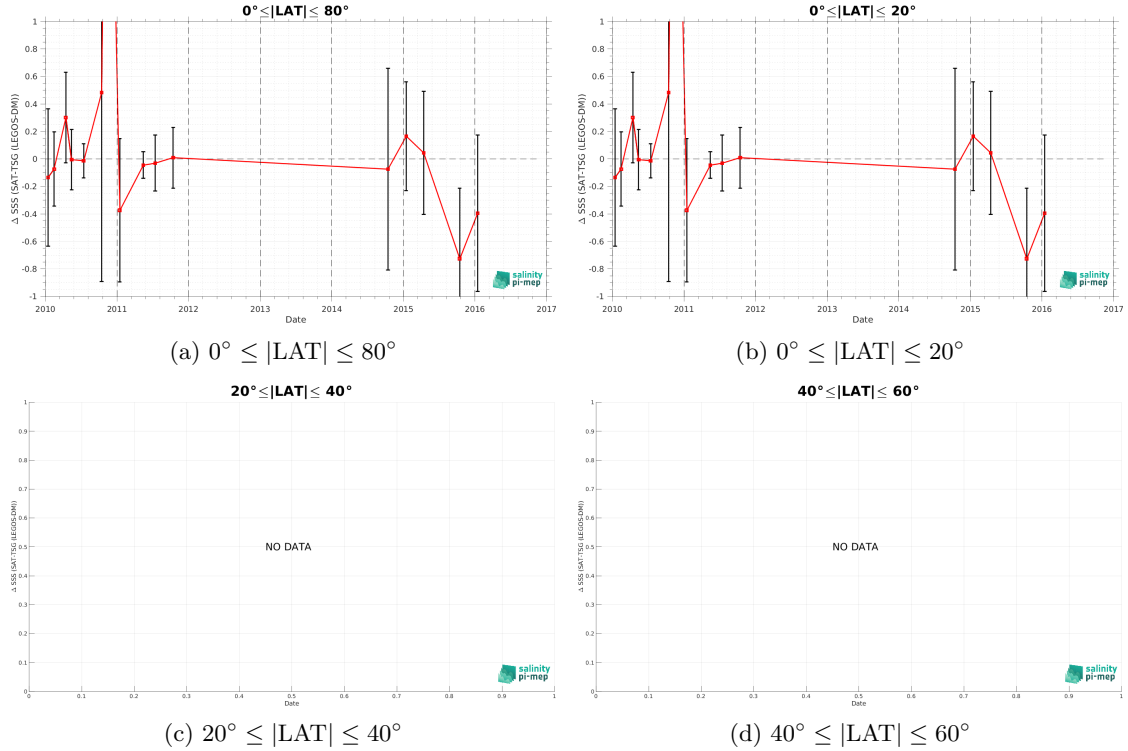 0°≤|LAT|≤ 80°
1
0.8
0.6
0.4
0.2
0
-0.2
-0.4
-0.6
-0.8
-1
Δ SSS (SAT-TSG (LEGOS-DM))
2010 2011 2012 2013 2014 2015 2016 2017
Date
salinity
pi-mep
(a) 0° ≤ |LAT| ≤ 80°
0°≤|LAT|≤ 20°
1
0.8
0.6
0.4
0.2
0
-0.2
-0.4
-0.6
-0.8
-1
Δ SSS (SAT-TSG (LEGOS-DM))
2010 2011 2012 2013 2014 2015 2016 2017
Date
salinity
pi-mep
(b) 0° ≤ |LAT| ≤ 20°
20°≤|LAT|≤ 40°
1
0.9
0.8
0.7
0.6
0.5
0.4
0.3
0.2
0.1
0
Δ SSS (SAT-TSG (LEGOS-DM))
NO DATA
0 0.1 0.2 0.3 0.4 0.5 0.6 0.7 0.8 0.9 1
Date
salinity
pi-mep
(c) 20° ≤ |LAT| ≤ 40°
40°≤|LAT|≤ 60°
1
0.9
0.8
0.7
0.6
0.5
0.4
0.3
0.2
0.1
0
Δ SSS (SAT-TSG (LEGOS-DM))
NO DATA
0 0.1 0.2 0.3 0.4 0.5 0.6 0.7 0.8 0.9 1
Date
salinity
pi-mep
(d) 40° ≤ |LAT| ≤ 60°